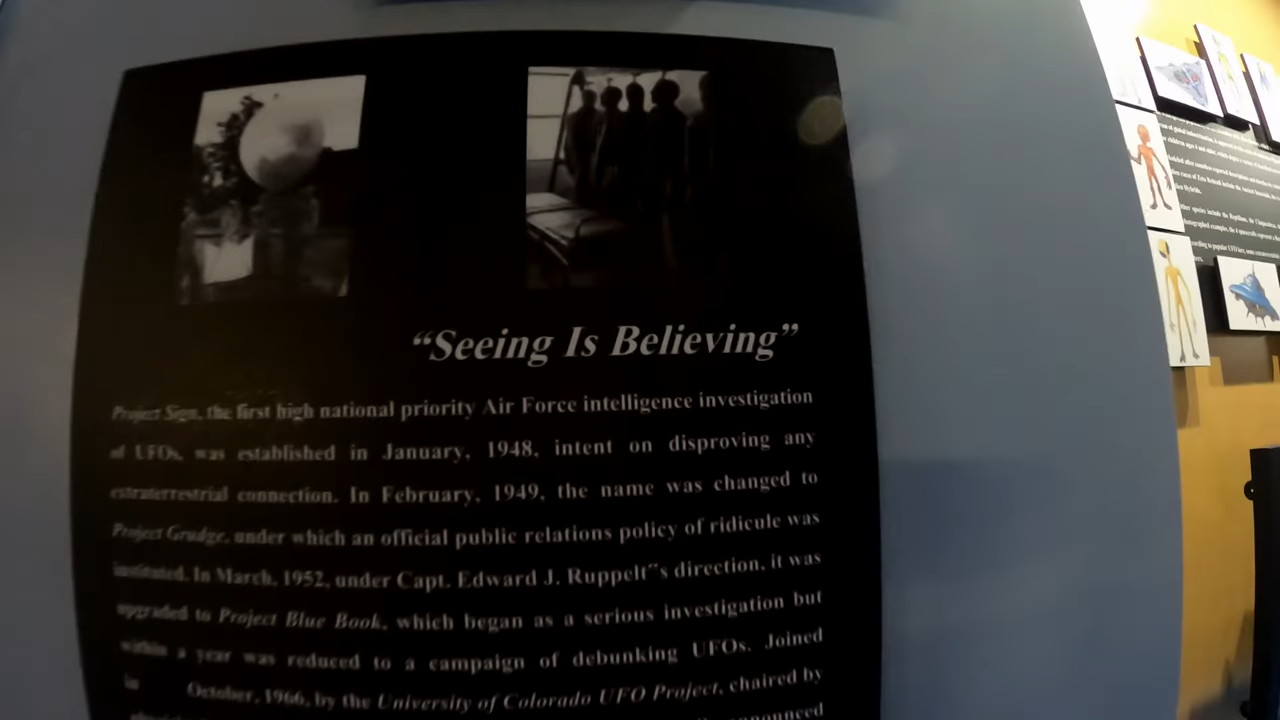 “Seeing Is Believing”
Project Sign, the first high national priority Air Force intelligence investigation
of UFOs, was established in January, 1948, intent on disproving any
extraterrestrial connection. In February, 1949, the name was changed to
Project Grudge, under which an official public relations policy of ridicule was
instituted. In March, 1952, under Capt. Edward J. Ruppelt"s direction, it was
upgraded to Project Blue Book, which began as a serious investigation but
within a year was reduced to a campaign of debunking UFOs. Joined
in October, 1966, by the University of Colorado UFO Project, chaired by
announced